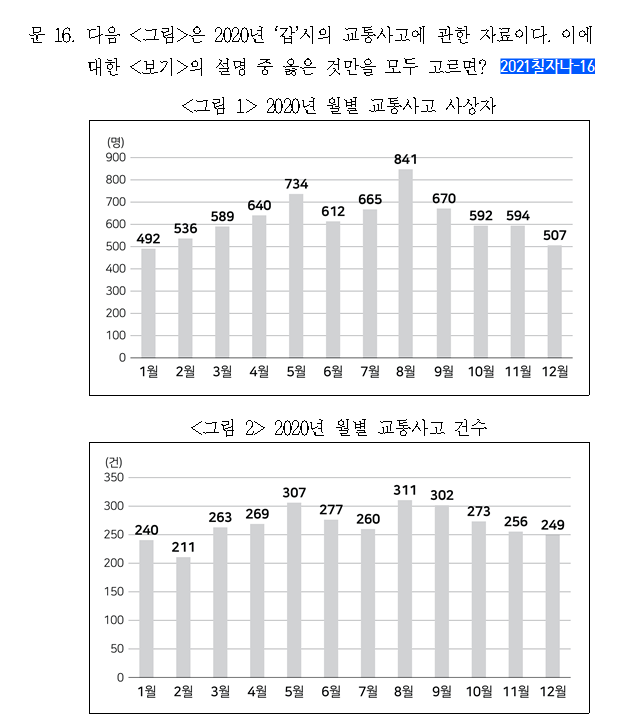 문 16. 다음 <그림>은 2020년 ‘갑’시의 교통사고에 관한 자료이다. 이에
대한 <보기>의 설명 중 옳은 것만을 모두 고르면? 2021칠자나-16
<그림 1> 2020년 월별 교통사고 사상자
(명)
900
800
700
600
500
400
300
200
100
0
492 536 589 640 734 612 665 841 670 592 594 507
1월 2월 3월 4월 5월 6월 7월 8월 9월 10월 11월 12월
<그림 2> 2020년 월별 교통사고 건수
(건)
350
300
250
200
150
100
50
0
240 211 263 269 307 277 260 311 302 273 256 249
1월 2월 3월 4월 5월 6월 7월 8월 9월 10월 11월 12월